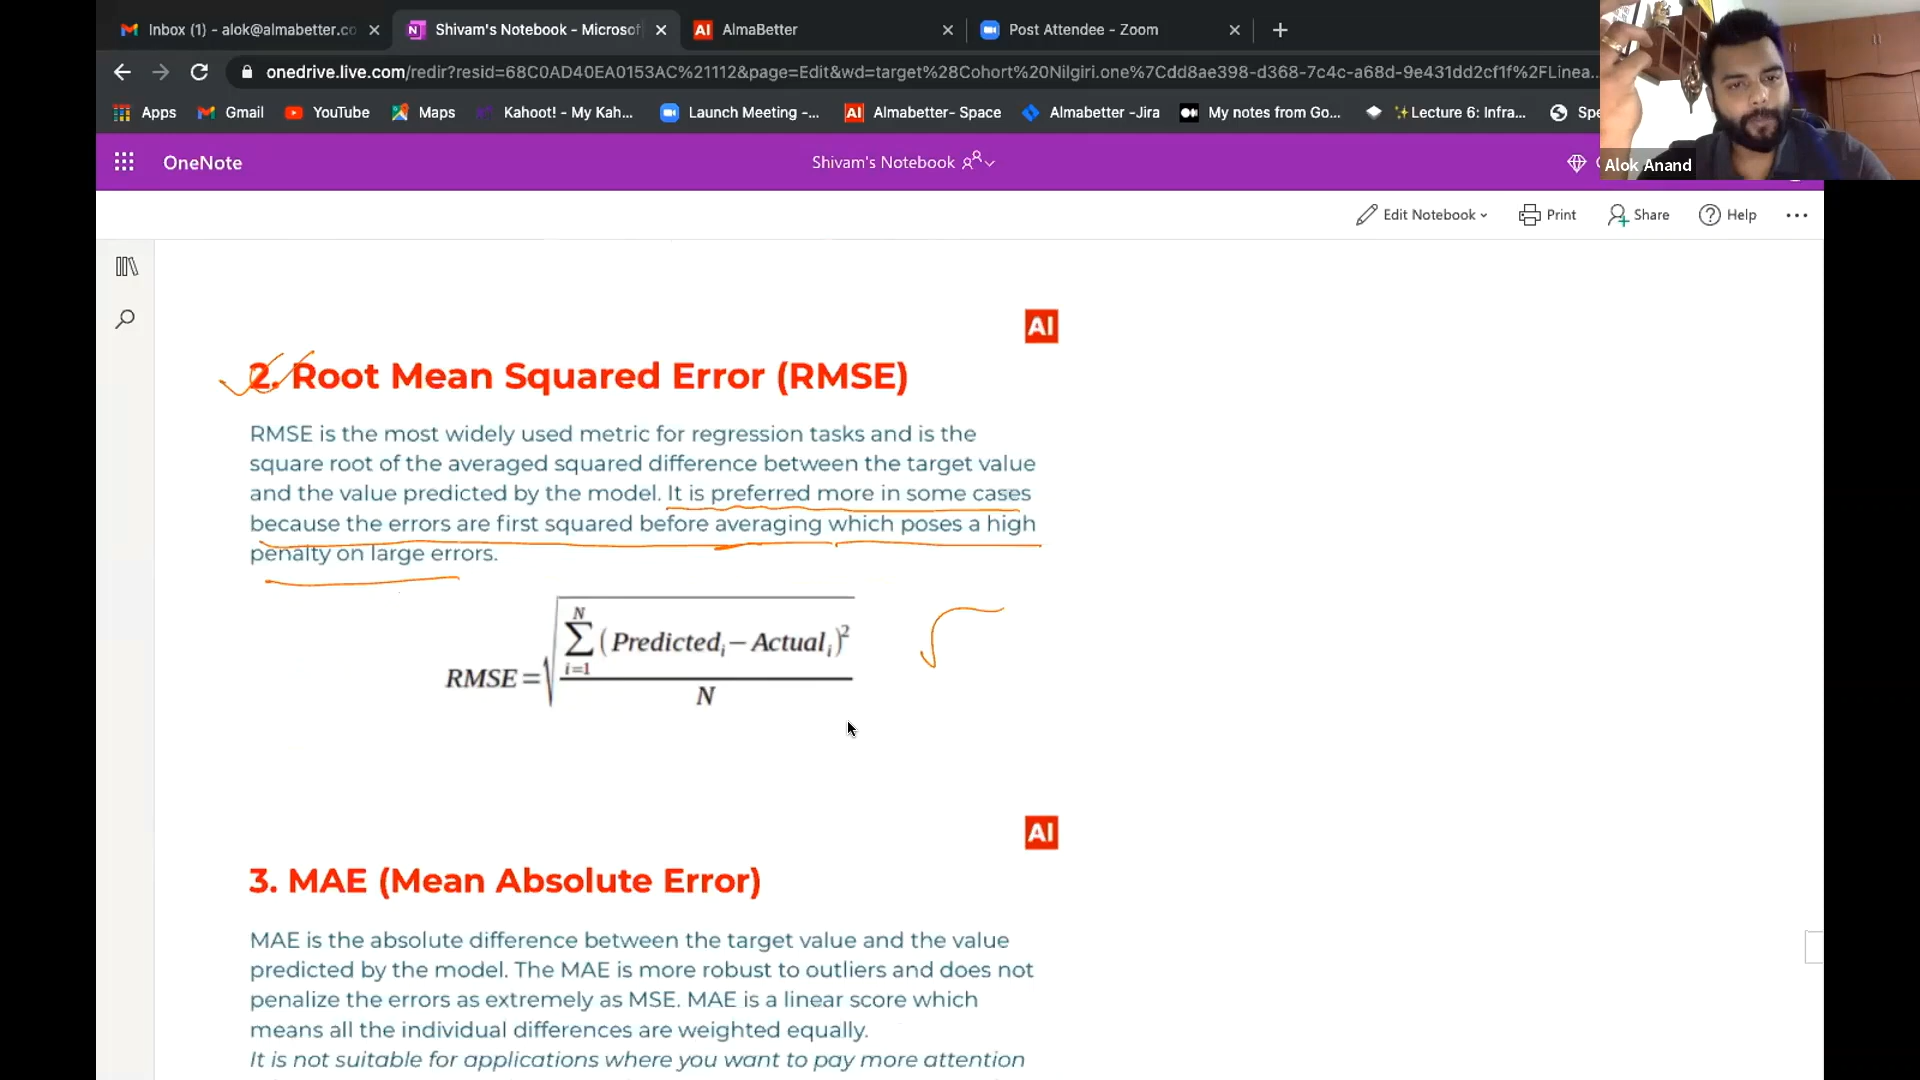 Inbox (1) - alok@almabetter.co
Shivam's Notebook - Microsof
AlmaBetter
Post Attendee - Zoom
onedrive.live.com/redir?resid=68C0AD40EA0153AC%21112&page=Edit&wd=target%28Cohort%20Nilgiri.one%7Cdd8ae398-d368-7c4c-a68d-9e431dd2cf1f%2FLinea...
Apps
Gmail
YouTube
Maps
Kahoot! - My Kah...
Launch Meeting -...
Almabetter- Space
Almabetter -Jira
My notes from Go...
✨Lecture 6: Infra...
Spe
OneNote
Shivam's Notebook
Alok Anand
Edit Notebook
Print
Share
Help
AI
2. Root Mean Squared Error (RMSE)
RMSE is the most widely used metric for regression tasks and is the
square root of the averaged squared difference between the target value
and the value predicted by the model. It is preferred more in some cases
because the errors are first squared before averaging which poses a high
penalty on large errors.
RMSE = √(∑_{i=1}^{N} (Predicted_i − Actual_i)² / N)
√
AI
3. MAE (Mean Absolute Error)
MAE is the absolute difference between the target value and the value
predicted by the model. The MAE is more robust to outliers and does not
penalize the errors as extremely as MSE. MAE is a linear score which
means all the individual differences are weighted equally.
It is not suitable for applications where you want to pay more attention